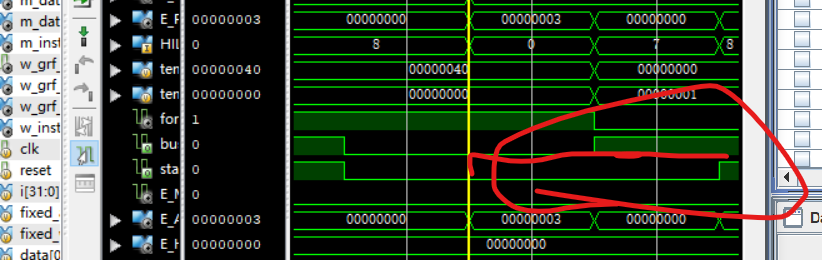 m_dat
m_dat
m_inst
w_grf_
w_grf_
w_grf_
w_inst
clk
reset
i[31:0]
fixed_
fixed_
data[0
E_F 00000003 00000000 00000003 00000000
HIL 0 8 0 7 8
ten 00000040 00000040 00000000
ten 00000000 00000000 00000001
for 1
bu 0
sta 0
E_M 0
E_A 00000003 00000000 00000003 00000000
E_H 00000000 00000000
Da